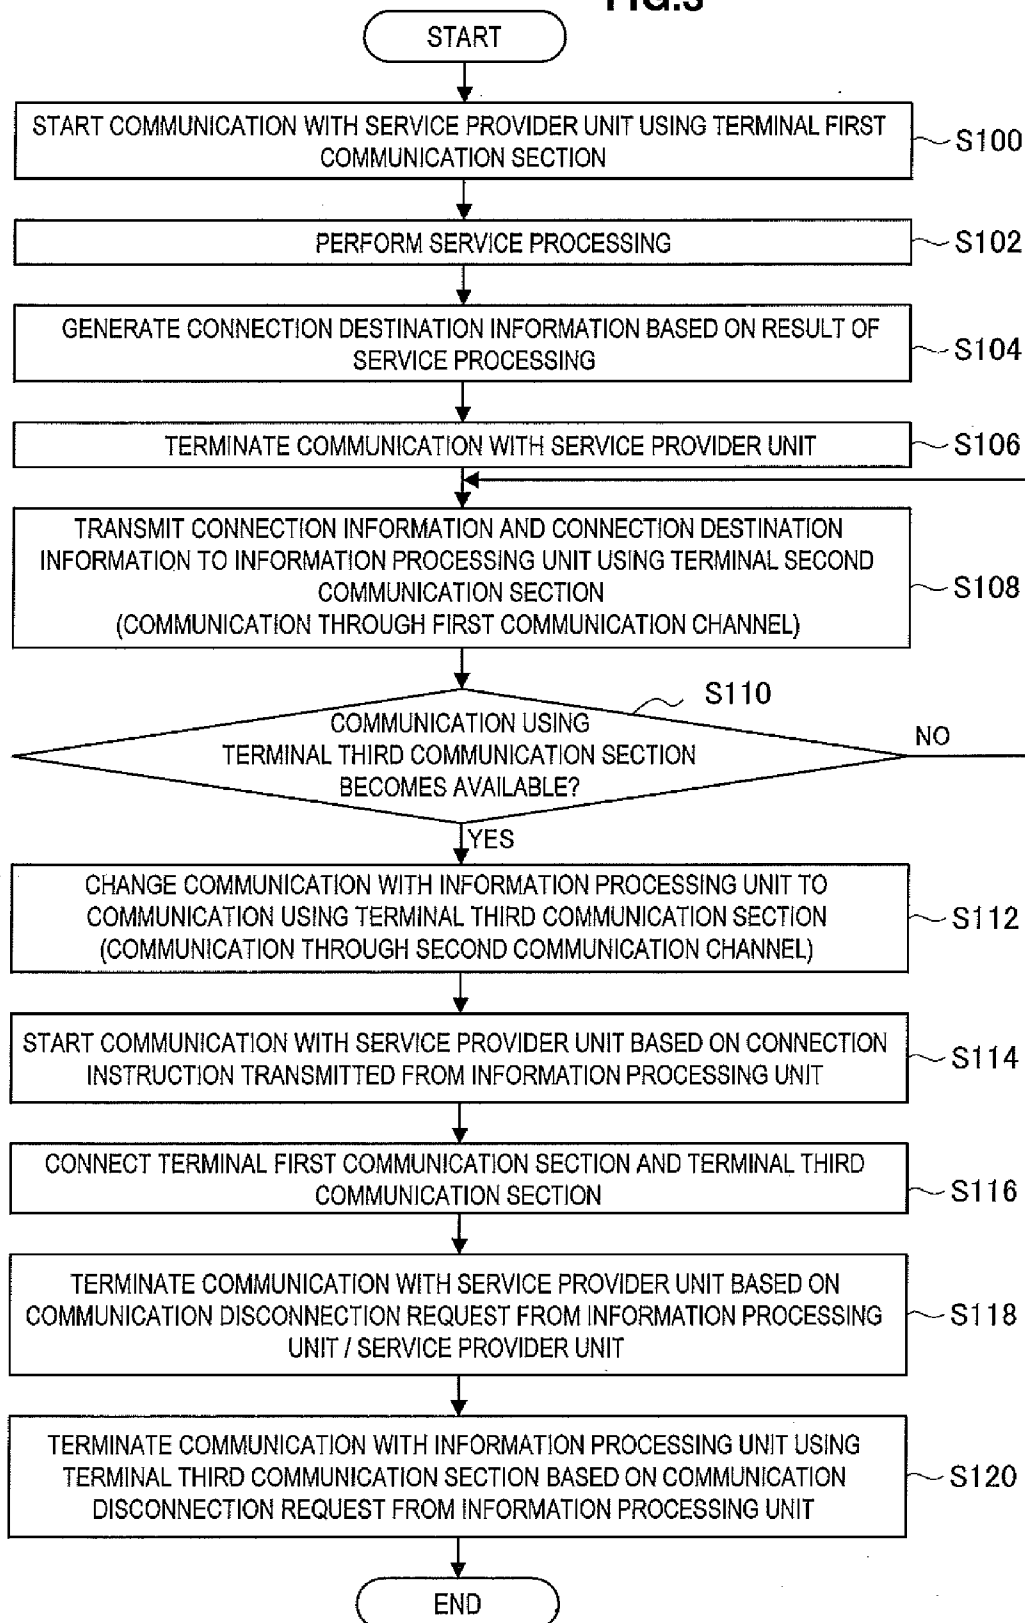 FIG.3
START
START COMMUNICATION WITH SERVICE PROVIDER UNIT USING TERMINAL FIRST
COMMUNICATION SECTION
S100
PERFORM SERVICE PROCESSING
S102
GENERATE CONNECTION DESTINATION INFORMATION BASED ON RESULT OF
SERVICE PROCESSING
S104
TERMINATE COMMUNICATION WITH SERVICE PROVIDER UNIT
S106
TRANSMIT CONNECTION INFORMATION AND CONNECTION DESTINATION
INFORMATION TO INFORMATION PROCESSING UNIT USING TERMINAL SECOND
COMMUNICATION SECTION
(COMMUNICATION THROUGH FIRST COMMUNICATION CHANNEL)
S108
S110
COMMUNICATION USING
TERMINAL THIRD COMMUNICATION SECTION
BECOMES AVAILABLE?
NO
YES
CHANGE COMMUNICATION WITH INFORMATION PROCESSING UNIT TO
COMMUNICATION USING TERMINAL THIRD COMMUNICATION SECTION
(COMMUNICATION THROUGH SECOND COMMUNICATION CHANNEL)
S112
START COMMUNICATION WITH SERVICE PROVIDER UNIT BASED ON CONNECTION
INSTRUCTION TRANSMITTED FROM INFORMATION PROCESSING UNIT
S114
CONNECT TERMINAL FIRST COMMUNICATION SECTION AND TERMINAL THIRD
COMMUNICATION SECTION
S116
TERMINATE COMMUNICATION WITH SERVICE PROVIDER UNIT BASED ON
COMMUNICATION DISCONNECTION REQUEST FROM INFORMATION PROCESSING
UNIT / SERVICE PROVIDER UNIT
S118
TERMINATE COMMUNICATION WITH INFORMATION PROCESSING UNIT USING
TERMINAL THIRD COMMUNICATION SECTION BASED ON COMMUNICATION
DISCONNECTION REQUEST FROM INFORMATION PROCESSING UNIT
S120
END